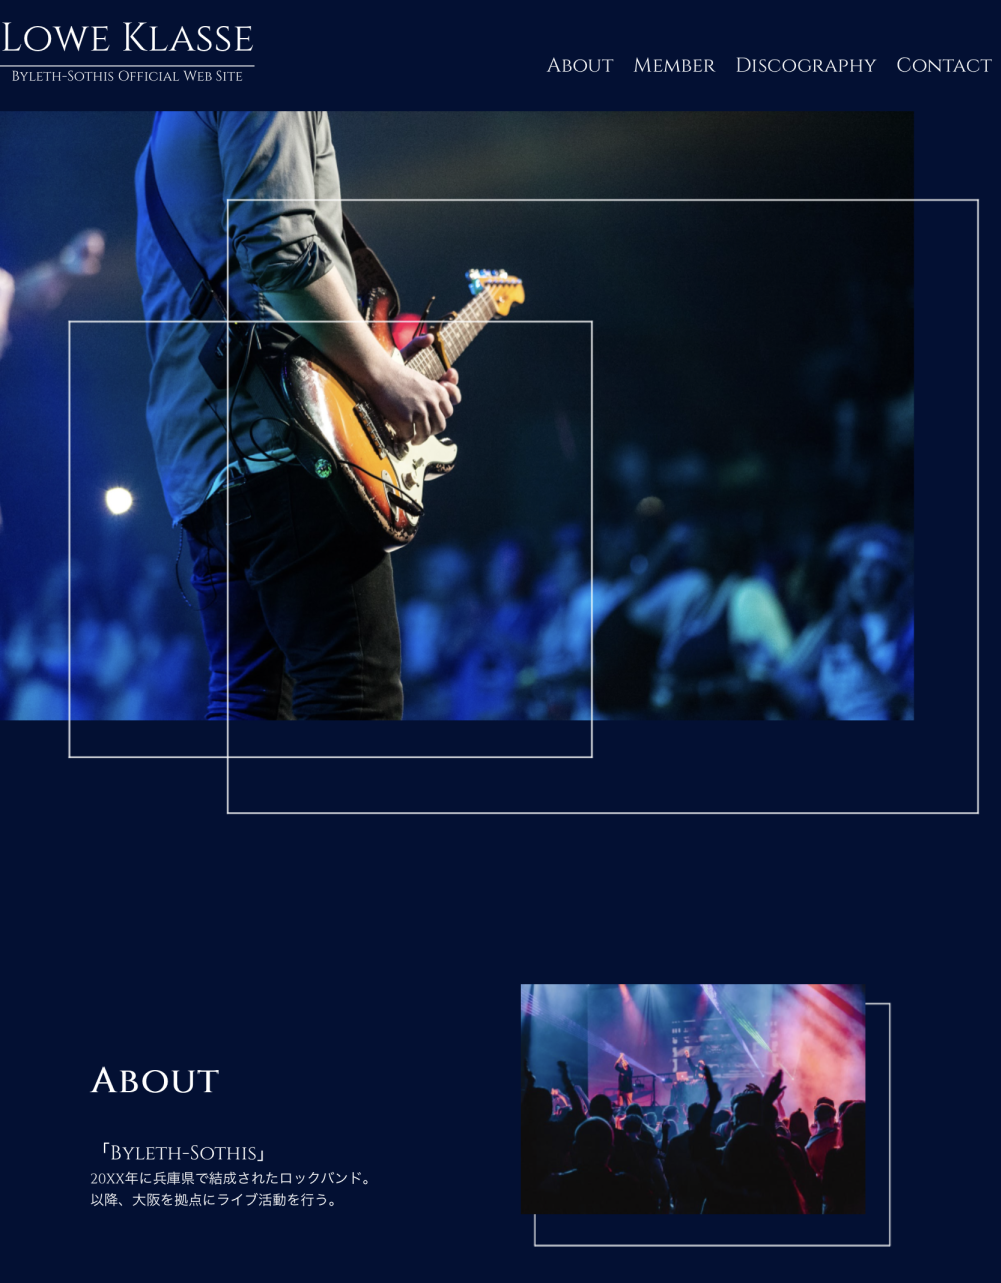 Lowe Klasse
Byleth-Sothis Official Web Site
About Member Discography Contact
About
「Byleth-Sothis」
20XX年に兵庫県で結成されたロックバンド。
以降、大阪を拠点にライブ活動を行う。